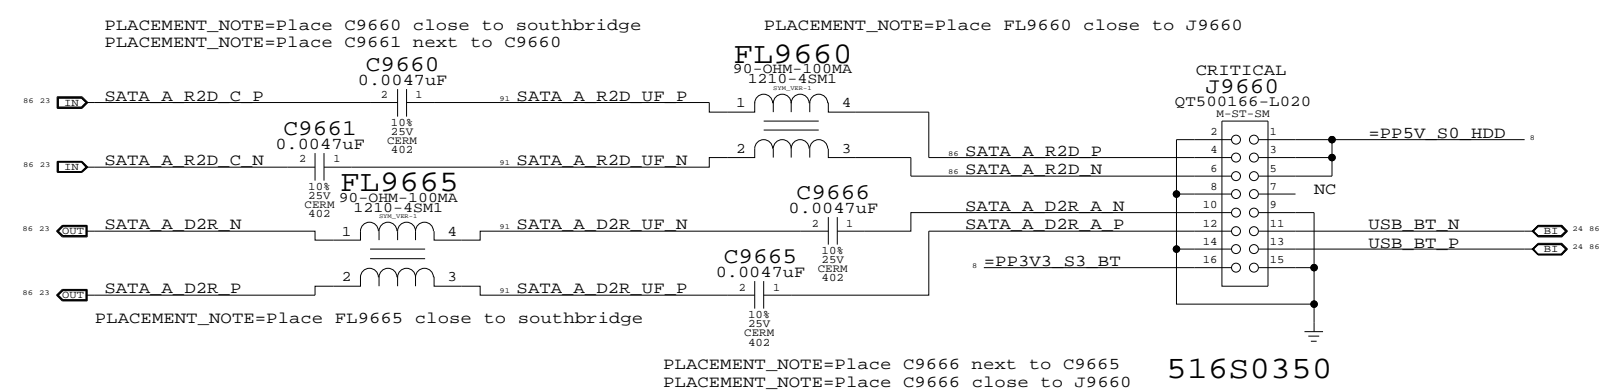 PLACEMENT_NOTE=Place C9660 close to southbridge
PLACEMENT_NOTE=Place C9661 next to C9660
PLACEMENT_NOTE=Place FL9660 close to J9660
C9660
0.0047uF
2 1
10%
25V
CERM
402
FL9660
90-OHM-100MA
1210-4SM1
SYM_VER-1
1 4
2 3
86 23 IN SATA_A_R2D_C_P
91 SATA_A_R2D_UF_P
C9661
0.0047uF
2 1
10%
25V
CERM
402
86 23 IN SATA_A_R2D_C_N
91 SATA_A_R2D_UF_N
86 SATA_A_R2D_P
86 SATA_A_R2D_N
FL9665
90-OHM-100MA
1210-4SM1
SYM_VER-1
1 4
2 3
86 23 OUT SATA_A_D2R_N
91 SATA_A_D2R_UF_N
C9666
0.0047uF
2 1
10%
25V
CERM
402
SATA_A_D2R_A_N
SATA_A_D2R_A_P
86 23 OUT SATA_A_D2R_P
91 SATA_A_D2R_UF_P
C9665
0.0047uF
2 1
10%
25V
CERM
402
8 =PP3V3_S3_BT
CRITICAL
J9660
QT500166-L020
M-ST-SM
2 1
4 3
6 5
8 7
10 9
12 11
14 13
16 15
=PP5V_S0_HDD 8
NC
USB_BT_N BI 24 86
USB_BT_P BI 24 86
PLACEMENT_NOTE=Place FL9665 close to southbridge
PLACEMENT_NOTE=Place C9666 next to C9665
PLACEMENT_NOTE=Place C9666 close to J9660
516S0350